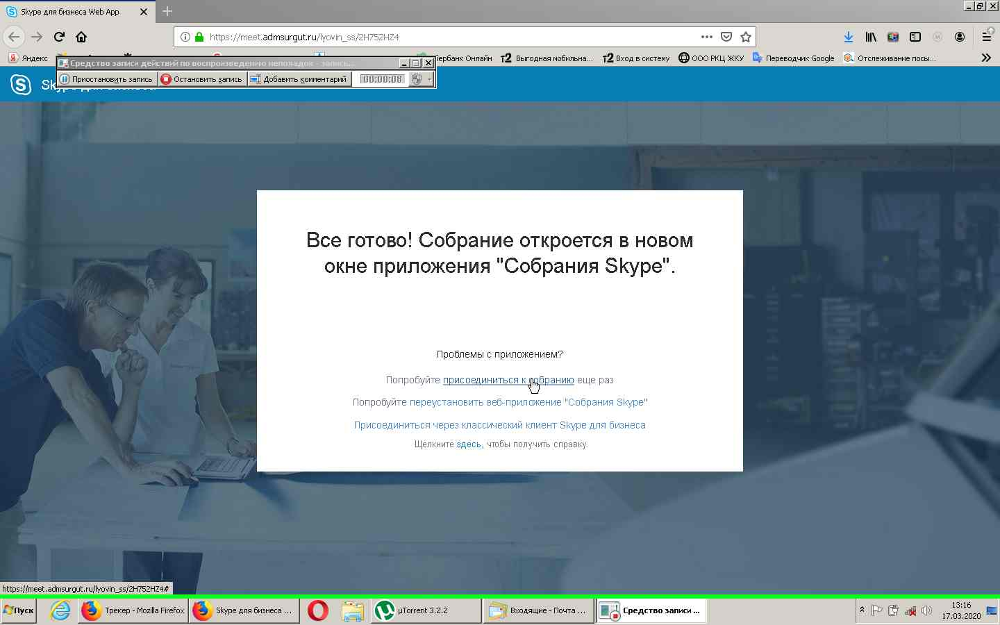 Skype для бизнеса Web App
https://meet.admsurgut.ru/lyovin_ss/2H752HZ4
Яндекс
бербанк Онлайн
Выгодная мобильна...
Вход в систему
ООО РКЦ ЖКУ
Переводчик Google
Отслеживание посы...
Средство записи действий по воспроизведению неполадок - запись...
Приостановить запись
Остановить запись
Добавить комментарий
00:00:08
Все готово! Собрание откроется в новом
окне приложения "Собрания Skype".
Проблемы с приложением?
Попробуйте присоединиться к собранию еще раз
Попробуйте переустановить веб-приложение "Собрания Skype"
Присоединиться через классический клиент Skype для бизнеса
Щелкните здесь, чтобы получить справку.
https://meet.admsurgut.ru/lyovin_ss/2H752HZ4#
Пуск
Трекер - Mozilla Firefox
Skype для бизнеса ...
µTorrent 3.2.2
Входящие - Почта ...
Средство записи ...
13:16
17.03.2020